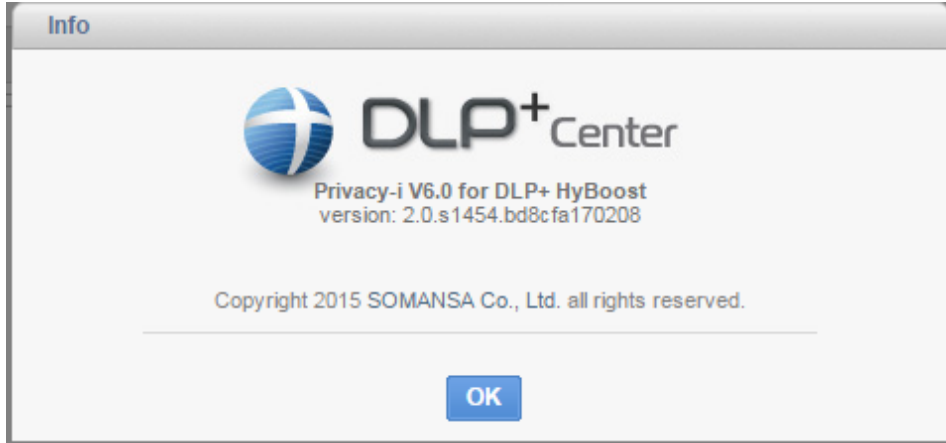 Info
DLP+ Center
Privacy-i V6.0 for DLP+ HyBoost
version: 2.0.s1454.bd8cfa170208
Copyright 2015 SOMANSA Co., Ltd. all rights reserved.
OK